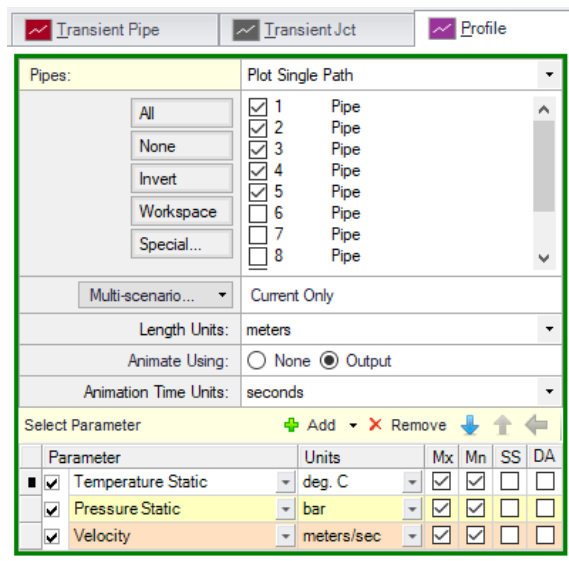 Transient Pipe Transient Jct Profile
Pipes: Plot Single Path
All
None
Invert
Workspace
Special...
1 Pipe
2 Pipe
3 Pipe
4 Pipe
5 Pipe
6 Pipe
7 Pipe
8 Pipe
Multi-scenario... Current Only
Length Units: meters
Animate Using: None Output
Animation Time Units: seconds
Select Parameter Add Remove
Parameter Units Mx Mn SS DA
Temperature Static deg. C
Pressure Static bar
Velocity meters/sec